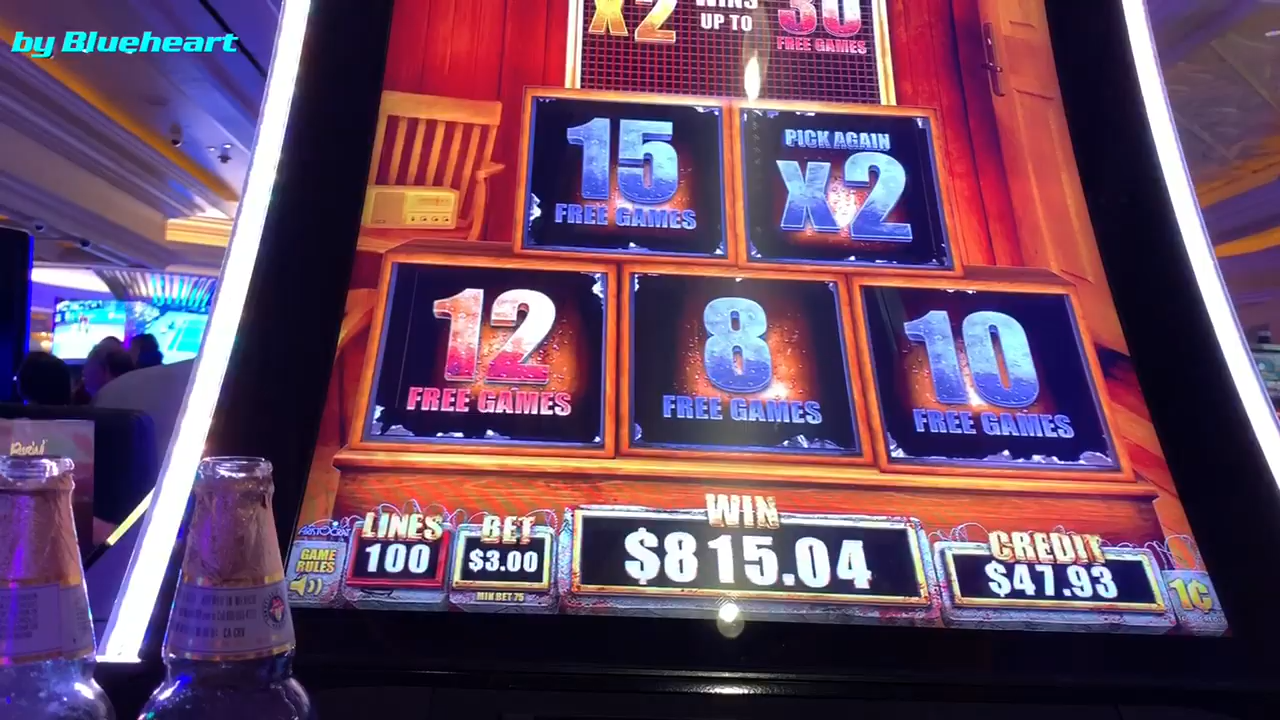 by Blueheart
X2
WINS
UP TO
30
FREE GAMES
15
FREE GAMES
PICK AGAIN
X2
12
FREE GAMES
8
FREE GAMES
10
FREE GAMES
ARISTOCRAT
GAME
RULES
LINES
100
BET
$3.00
MIN BET 75
WIN
$815.04
CREDIT
$47.93
1¢